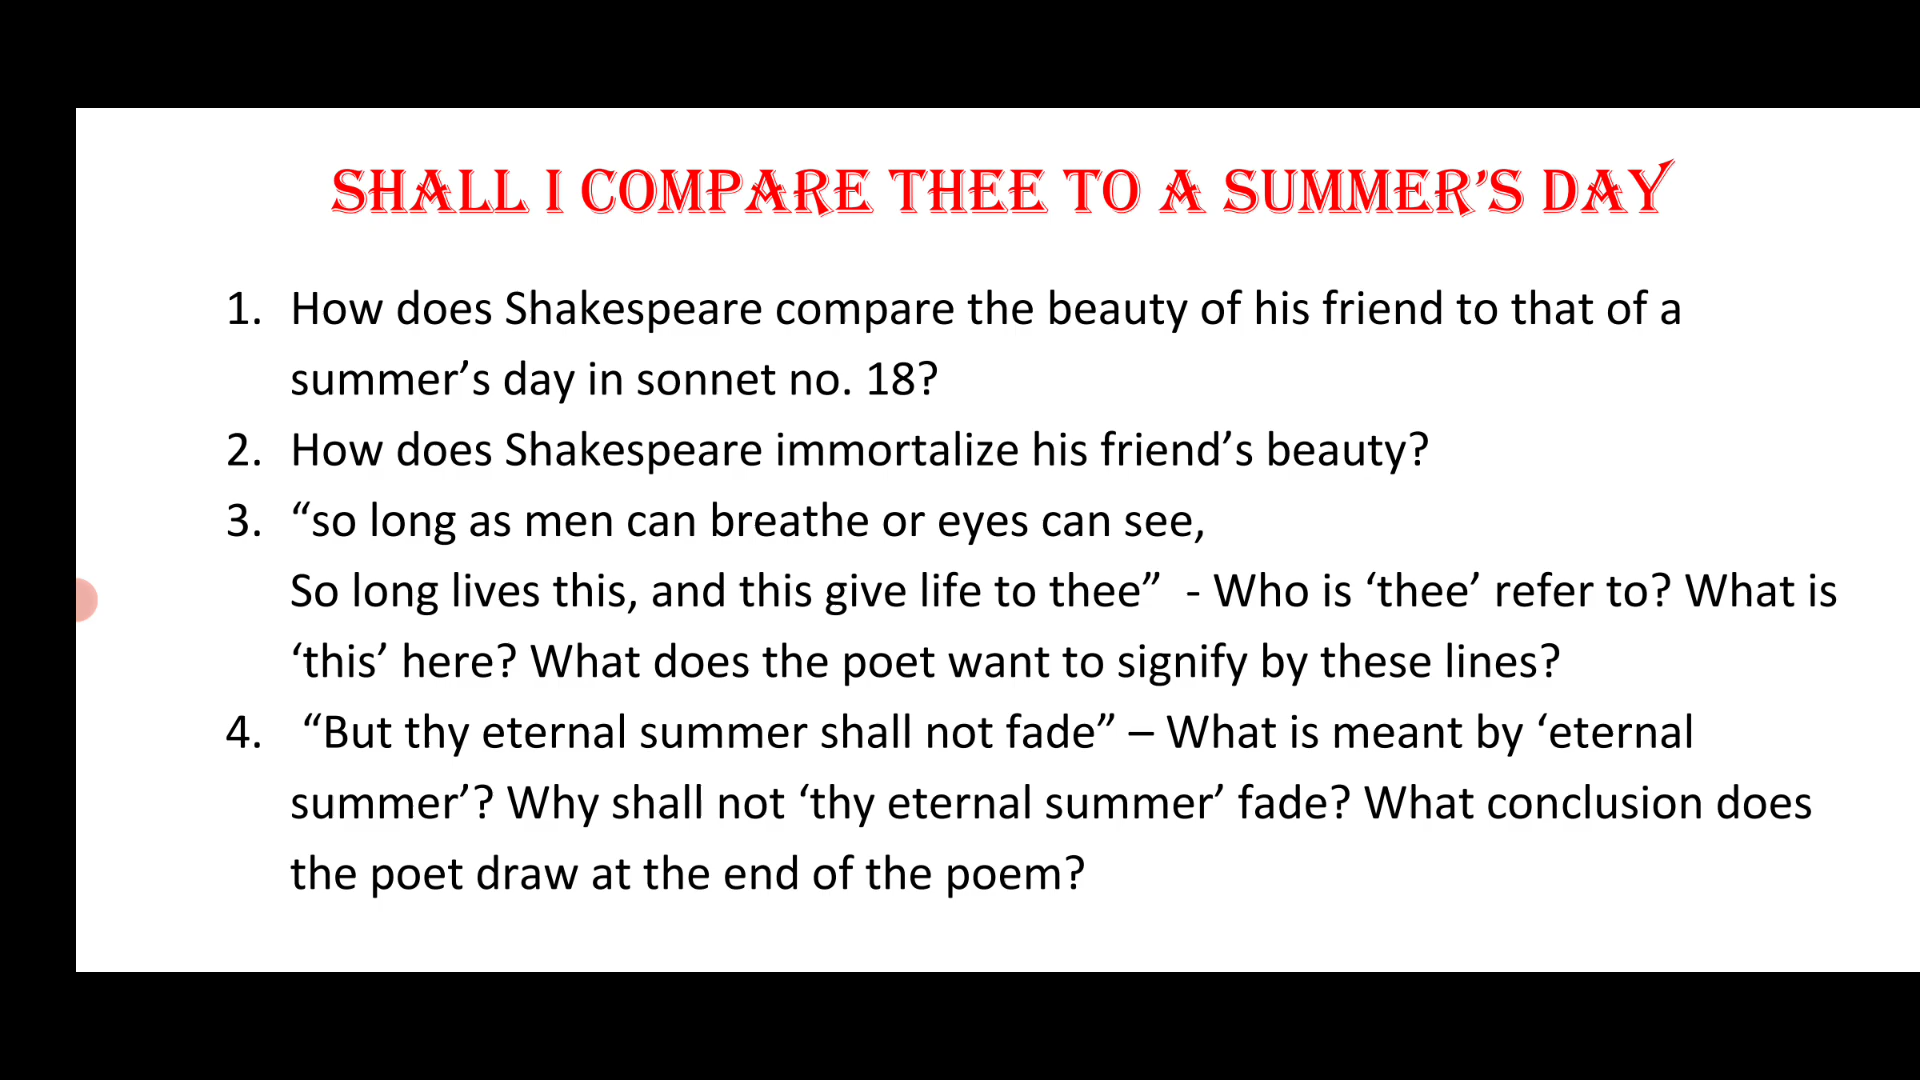 SHALL I COMPARE THEE TO A SUMMER’S DAY
1. How does Shakespeare compare the beauty of his friend to that of a
summer’s day in sonnet no. 18?
2. How does Shakespeare immortalize his friend’s beauty?
3. “so long as men can breathe or eyes can see,
So long lives this, and this give life to thee” - Who is ‘thee’ refer to? What is
‘this’ here? What does the poet want to signify by these lines?
4. “But thy eternal summer shall not fade” – What is meant by ‘eternal
summer’? Why shall not ‘thy eternal summer’ fade? What conclusion does
the poet draw at the end of the poem?